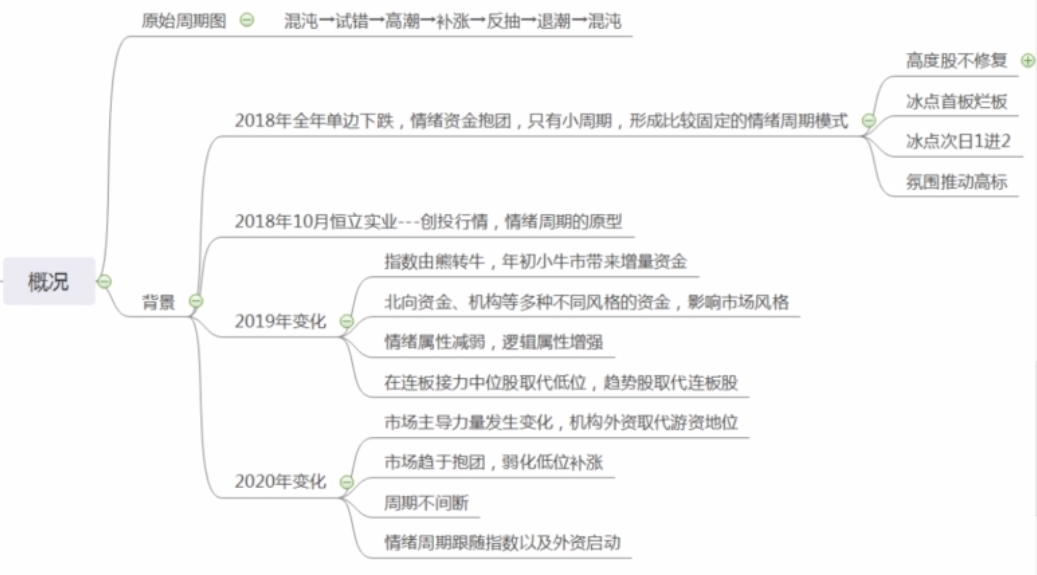 原始周期图
混沌→试错→高潮→补涨→反抽→退潮→混沌
高度股不修复
冰点首板烂板
2018年全年单边下跌，情绪资金抱团，只有小周期，形成比较固定的情绪周期模式
冰点次日1进2
氛围推动高标
2018年10月恒立实业---创投行情，情绪周期的原型
指数由熊转牛，年初小牛市带来增量资金
概况
背景
北向资金、机构等多种不同风格的资金，影响市场风格
2019年变化
情绪属性减弱，逻辑属性增强
在连板接力中位股取代低位，趋势股取代连板股
市场主导力量发生变化，机构外资取代游资地位
市场趋于抱团，弱化低位补涨
2020年变化
周期不间断
情绪周期跟随指数以及外资启动